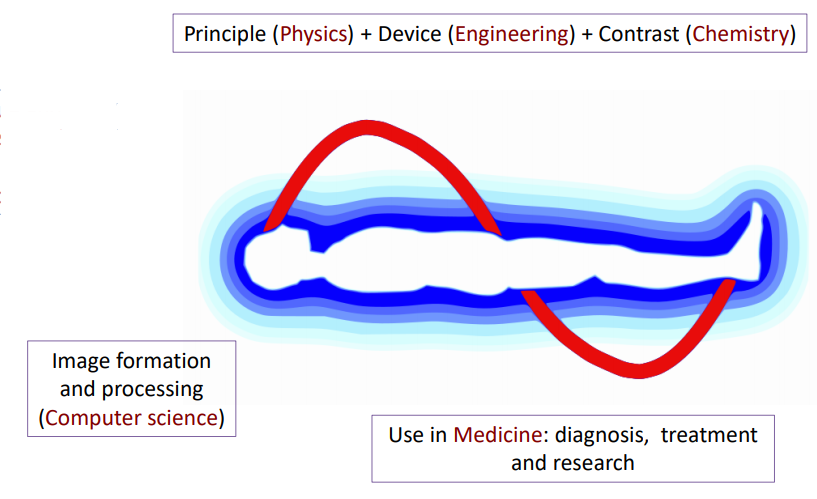 Principle (Physics) + Device (Engineering) + Contrast (Chemistry)
Image formation
and processing
(Computer science)
Use in Medicine: diagnosis, treatment
and research